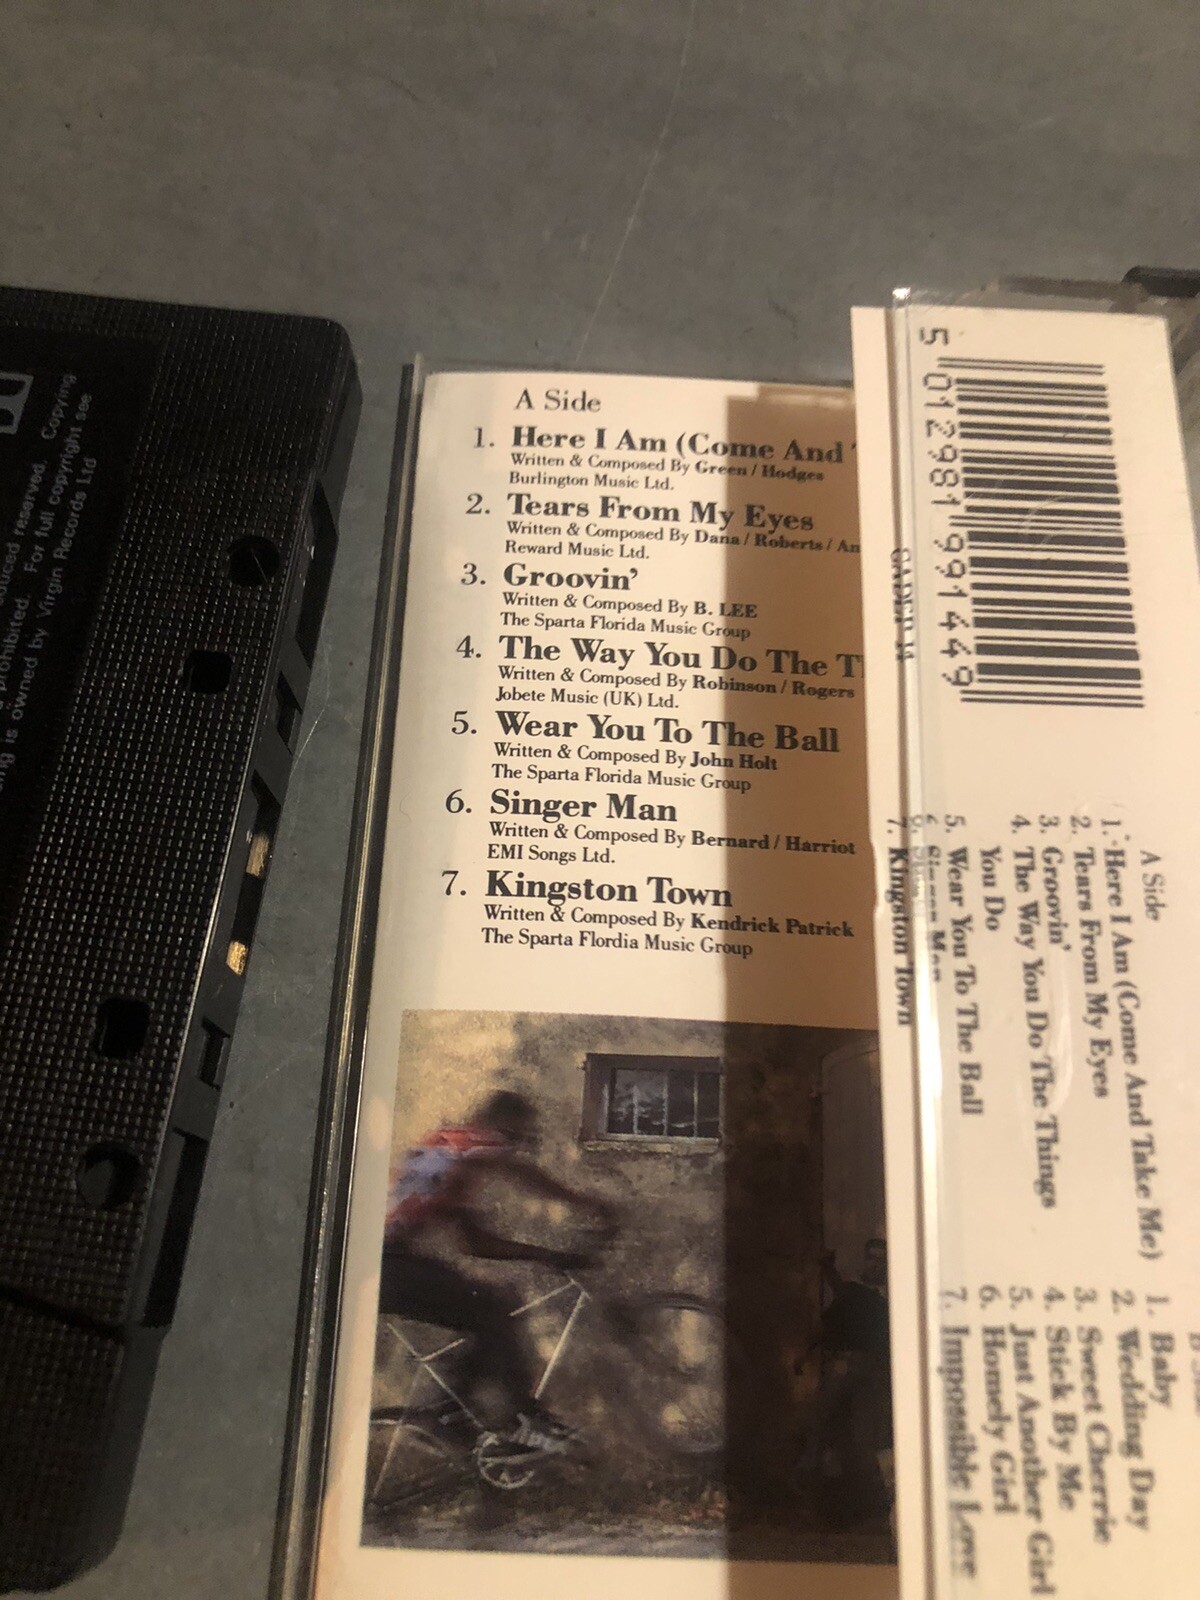 duced reserved. Copying
prohibited. For full copyright see
ng is owned by Virgin Records Ltd
A Side
1. Here I Am (Come And
Written & Composed By Green / Hodges
Burlington Music Ltd.
2. Tears From My Eyes
Written & Composed By Dana / Roberts / An
Reward Music Ltd.
3. Groovin'
Written & Composed By B. LEE
The Sparta Florida Music Group
4. The Way You Do The T
Written & Composed By Robinson / Rogers
Jobete Music (UK) Ltd.
5. Wear You To The Ball
Written & Composed By John Holt
The Sparta Florida Music Group
6. Singer Man
Written & Composed By Bernard / Harriot
EMI Songs Ltd.
7. Kingston Town
Written & Composed By Kendrick Patrick
The Sparta Flordia Music Group
5 012981 991449
A Side
1. Here I Am (Come And Take Me)
2. Tears From My Eyes
3. Groovin'
4. The Way You Do The Things
You Do
5. Wear You To The Ball
7. Kingston Town
1. Baby
2. Wedding Day
3. Sweet Cherrie
4. Stick By Me
5. Just Another Girl
6. Homely Girl
7. Impossible Love